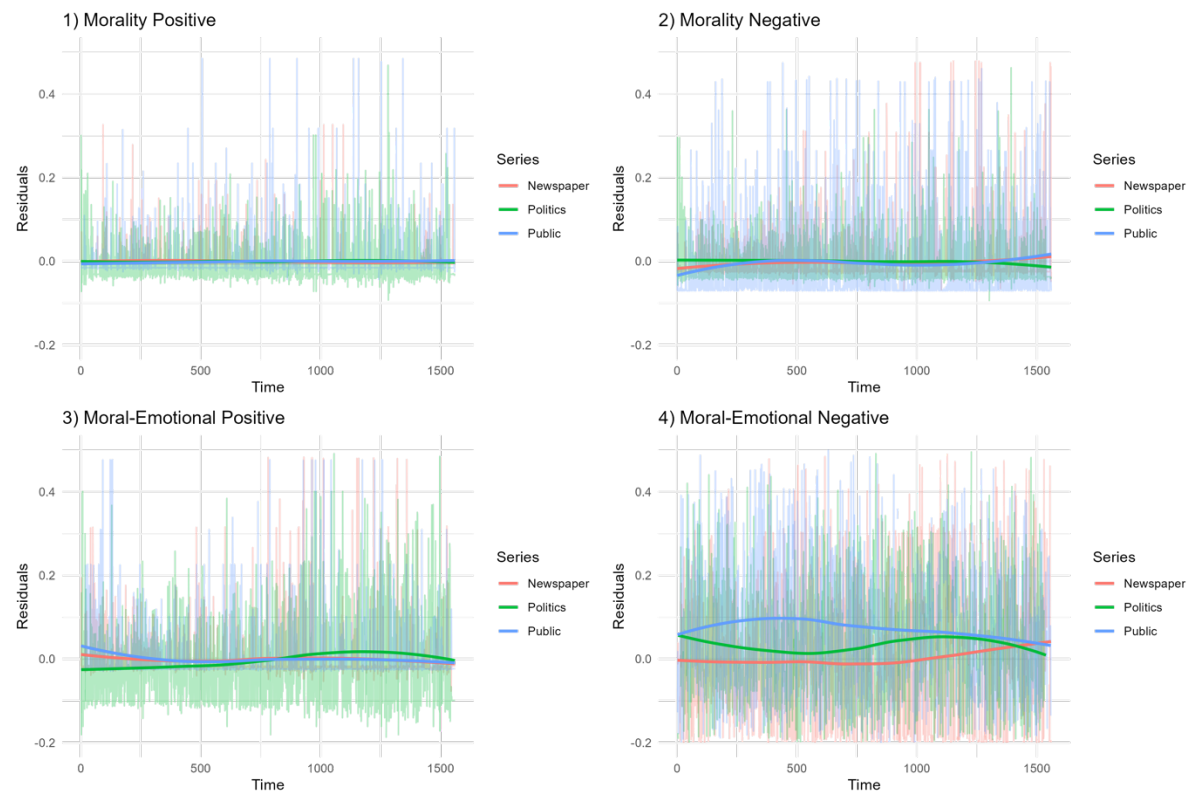 1) Morality Positive
Residuals
0.4
0.2
0.0
-0.2
0
500
1000
1500
Time
Series
Newspaper
Politics
Public
2) Morality Negative
Residuals
0.4
0.2
0.0
-0.2
0
500
1000
1500
Time
Series
Newspaper
Politics
Public
3) Moral-Emotional Positive
Residuals
0.4
0.2
0.0
-0.2
0
500
1000
1500
Time
Series
Newspaper
Politics
Public
4) Moral-Emotional Negative
Residuals
0.4
0.2
0.0
-0.2
0
500
1000
1500
Time
Series
Newspaper
Politics
Public